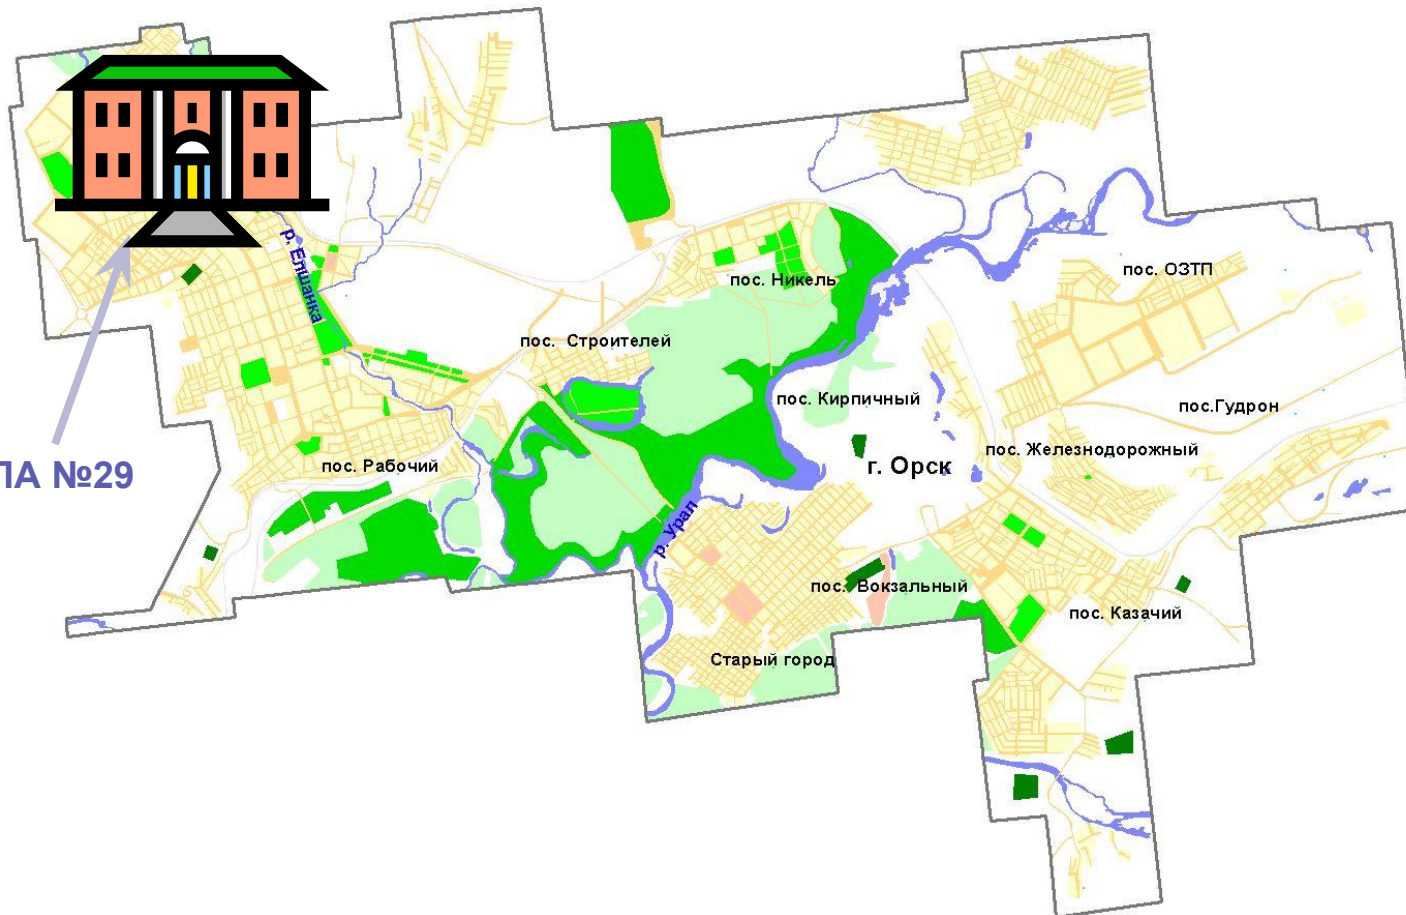 р. Елшанка
пос. ОЗТП
пос. Никель
пос. Строителей
пос. Кирпичный
пос.Гудрон
пос. Железнодорожный
пос. Рабочий
г. Орск
ЛА №29
р. Урал
пос. Вокзальный
пос. Казачий
Старый город